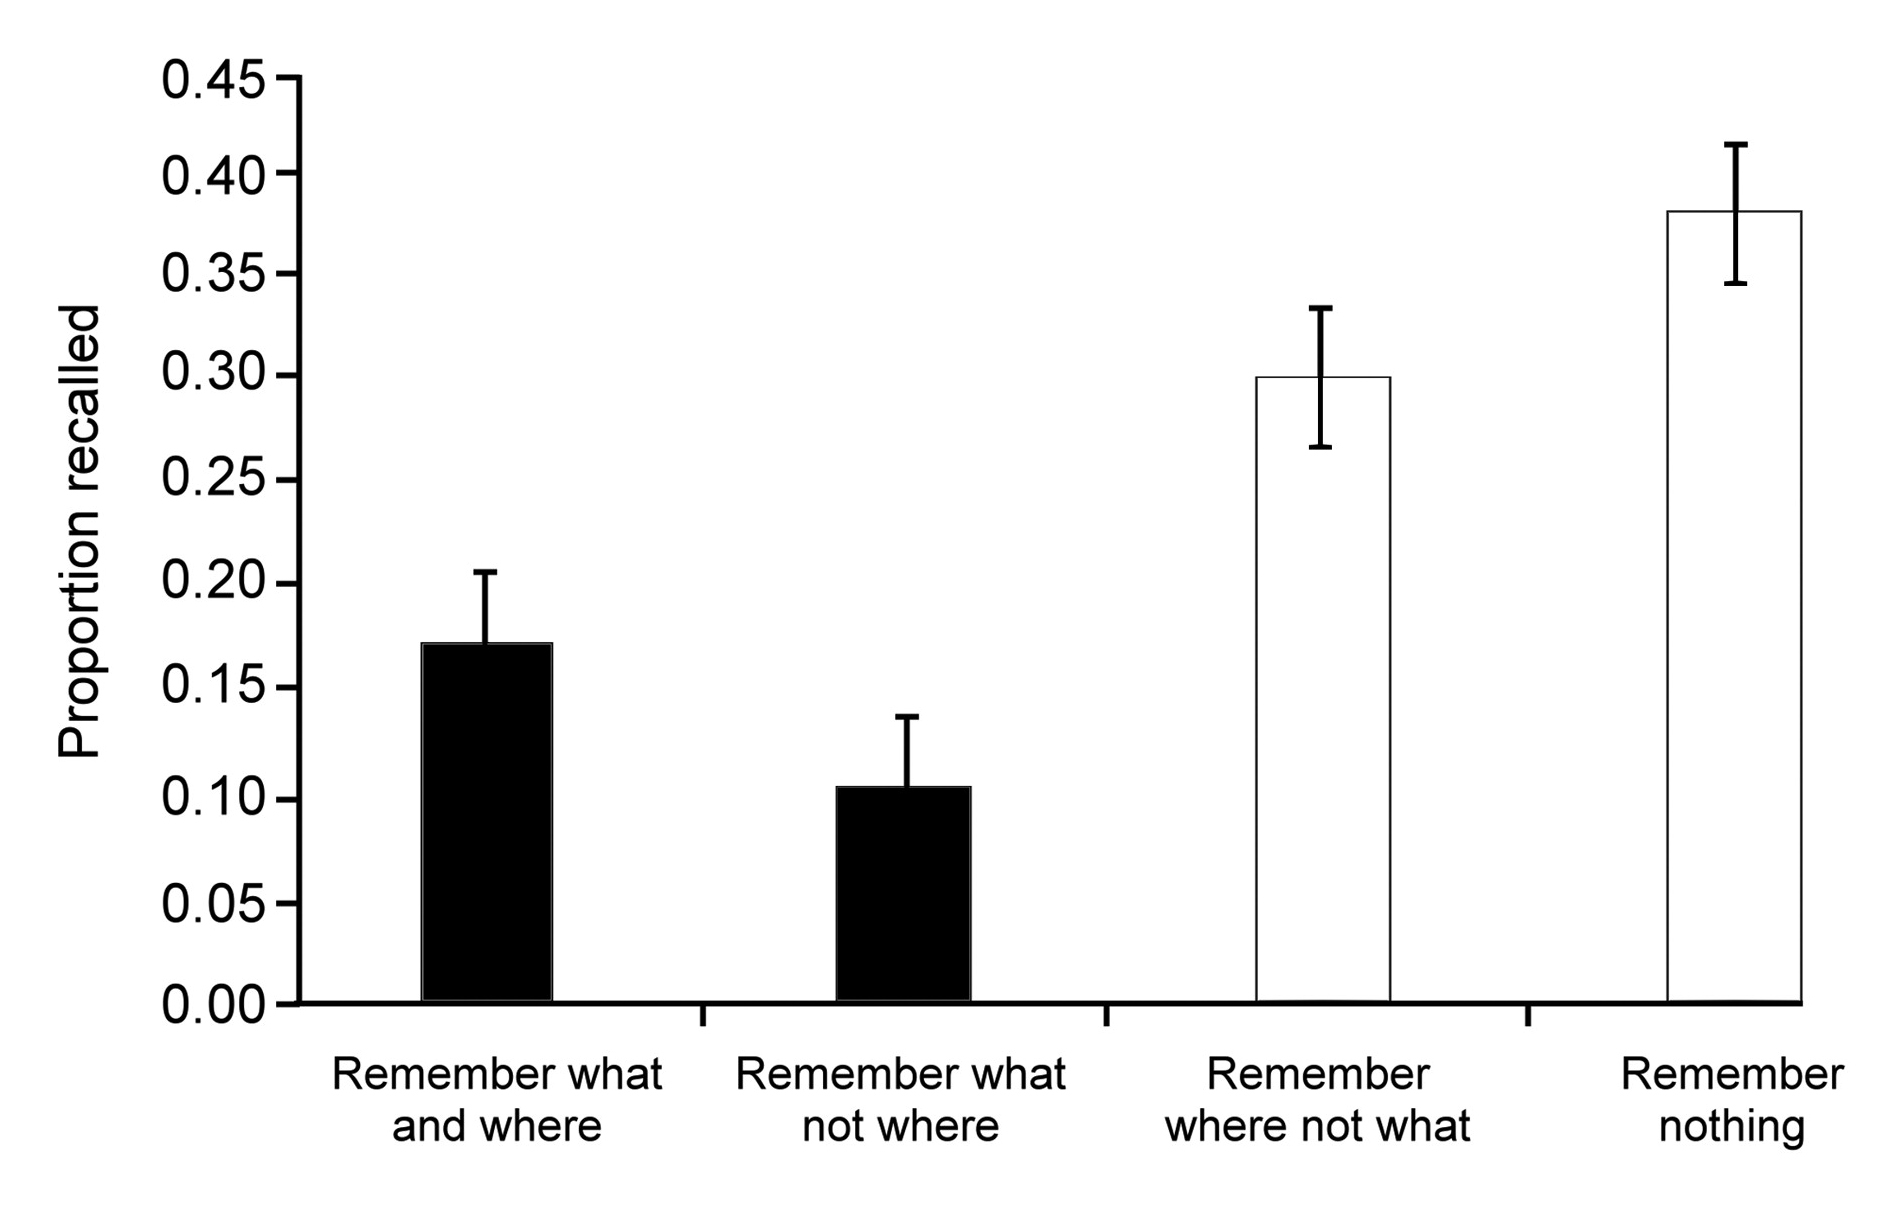 0.45
0.40
0.35
0.30
0.25
0.20
0.15
0.10
0.05
0.00
Proportion recalled
Remember what
and where
Remember what
not where
Remember
where not what
Remember
nothing